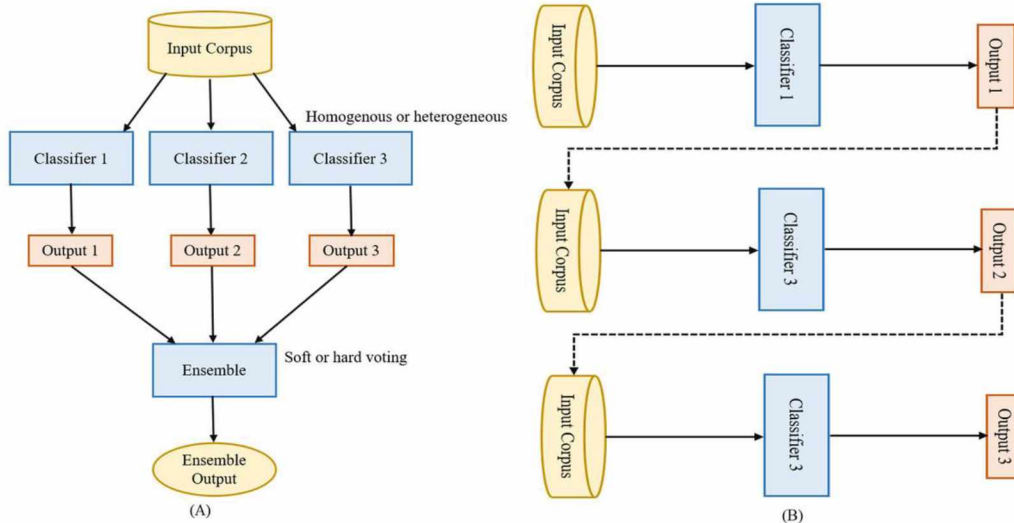 Input Corpus
Homogenous or heterogeneous
Classifier 1
Classifier 2
Classifier 3
Output 1
Output 2
Output 3
Ensemble
Soft or hard voting
Ensemble
Output
(A)
Input Corpus
Classifier 1
Output 1
Input Corpus
Classifier 3
Output 2
Input Corpus
Classifier 3
Output 3
(B)